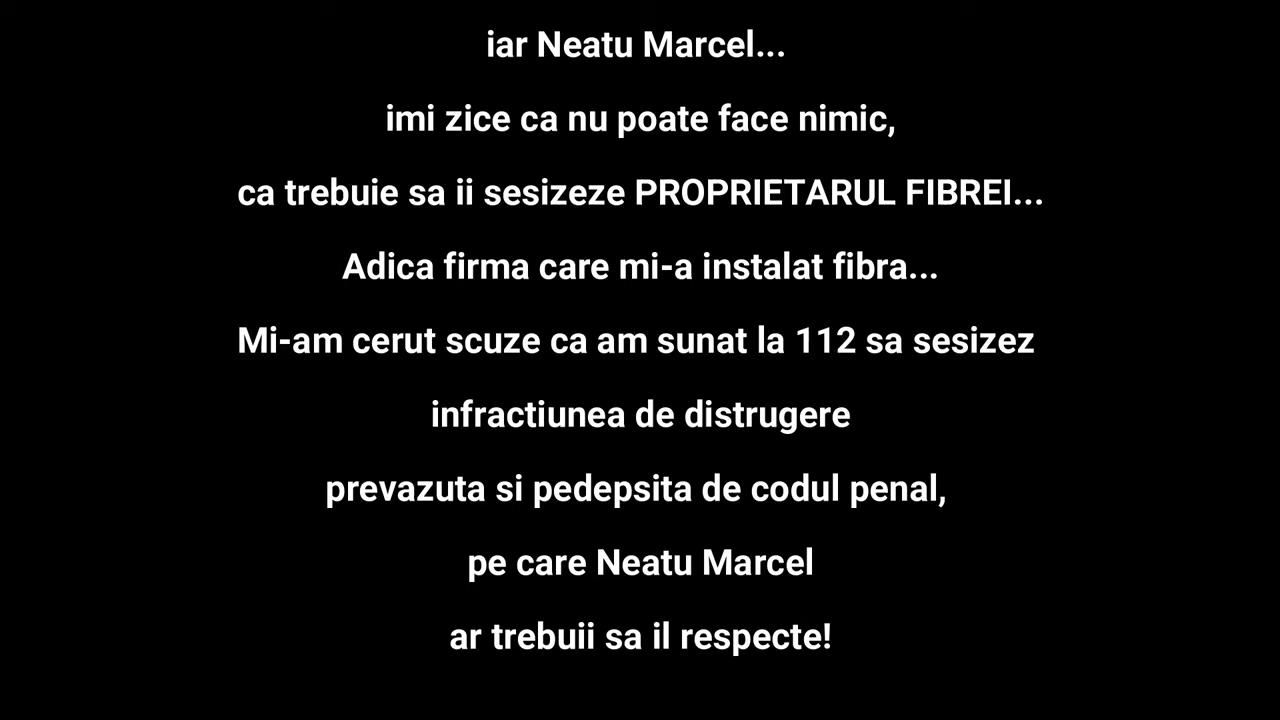 iar Neatu Marcel...
imi zice ca nu poate face nimic,
ca trebuie sa ii sesizeze PROPRIETARUL FIBREI...
Adica firma care mi-a instalat fibra...
Mi-am cerut scuze ca am sunat la 112 sa sesizez
infractiunea de distrugere
prevazuta si pedepsita de codul penal,
pe care Neatu Marcel
ar trebuii sa il respecte!